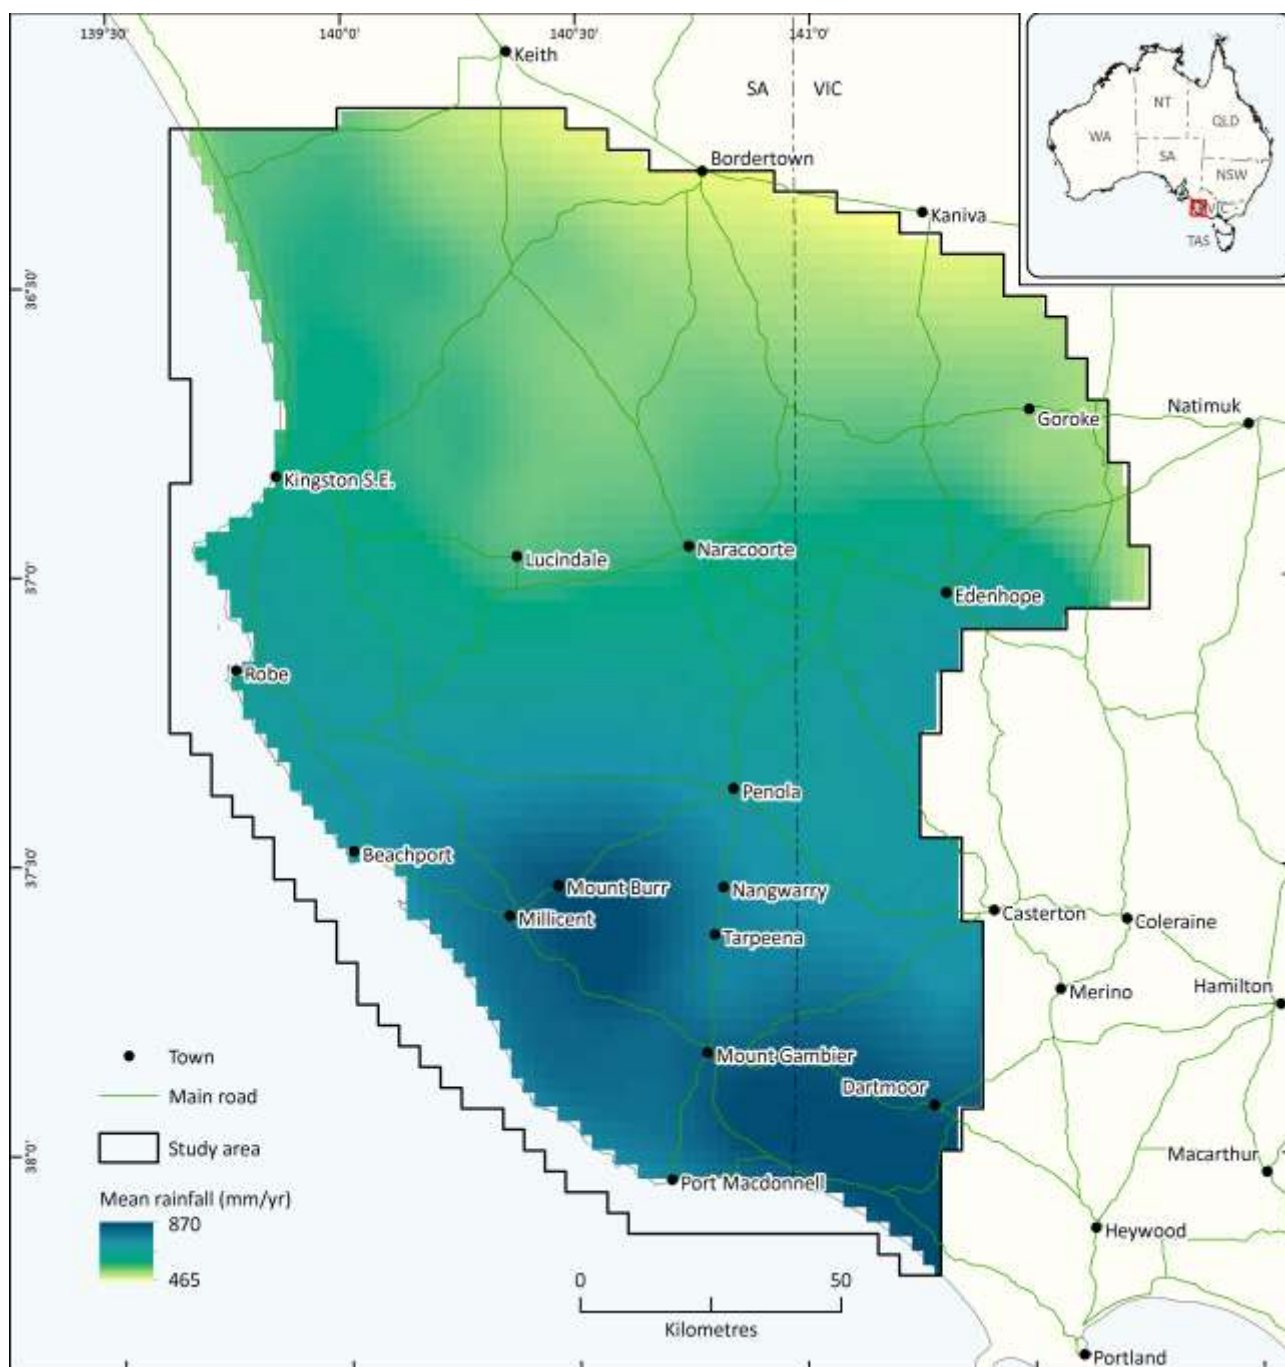 139°30'
140°0'
140°30'
141°0'
Keith
SA
VIC
Bordertown
Kaniva
WA
NT
QLD
SA
NSW
VIC
TAS
36°30'
Goroke
Natimuk
Kingston S.E.
Lucindale
Naracoorte
37°0'
Edenhope
Robe
Penola
Beachport
37°30'
Mount Burr
Nangwarry
Millicent
Casterton
Coleraine
Tarpeena
Merino
Hamilton
Mount Gambier
Dartmoor
38°0'
Macarthur
Port Macdonnell
Heywood
Portland
Town
Main road
Study area
Mean rainfall (mm/yr)
870
465
0
50
Kilometres